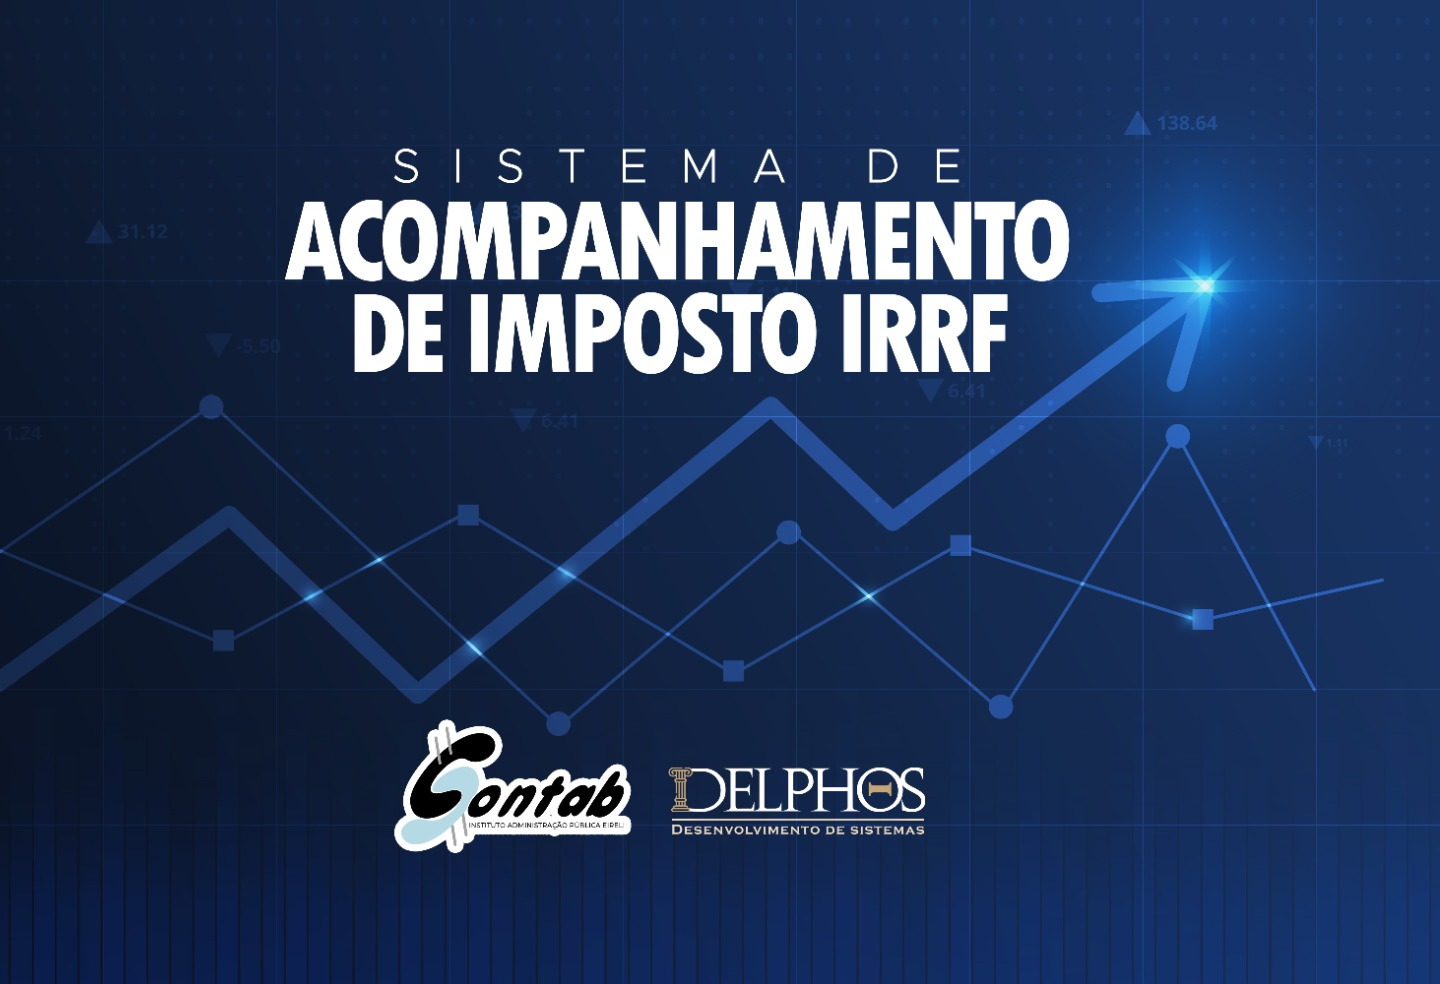 138.64
SISTEMA DE
ACOMPANHAMENTO
31.12
DE IMPOSTO IRRF
-5.50
6.41
6.41
1.24
1.11
Contab
INSTITUTO ADMINISTRAÇÃO PÚBLICA EIRELI
DELPHOS
DESENVOLVIMENTO DE SISTEMAS